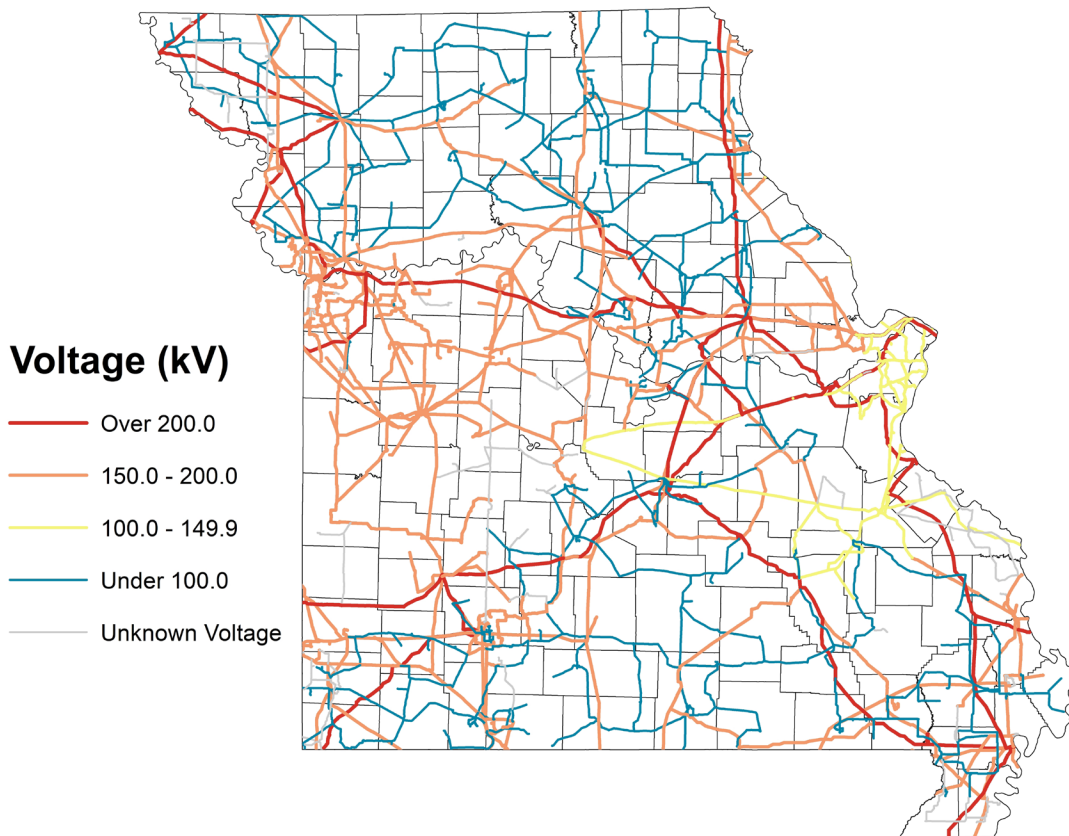 Voltage (kV)
Over 200.0
150.0 - 200.0
100.0 - 149.9
Under 100.0
Unknown Voltage